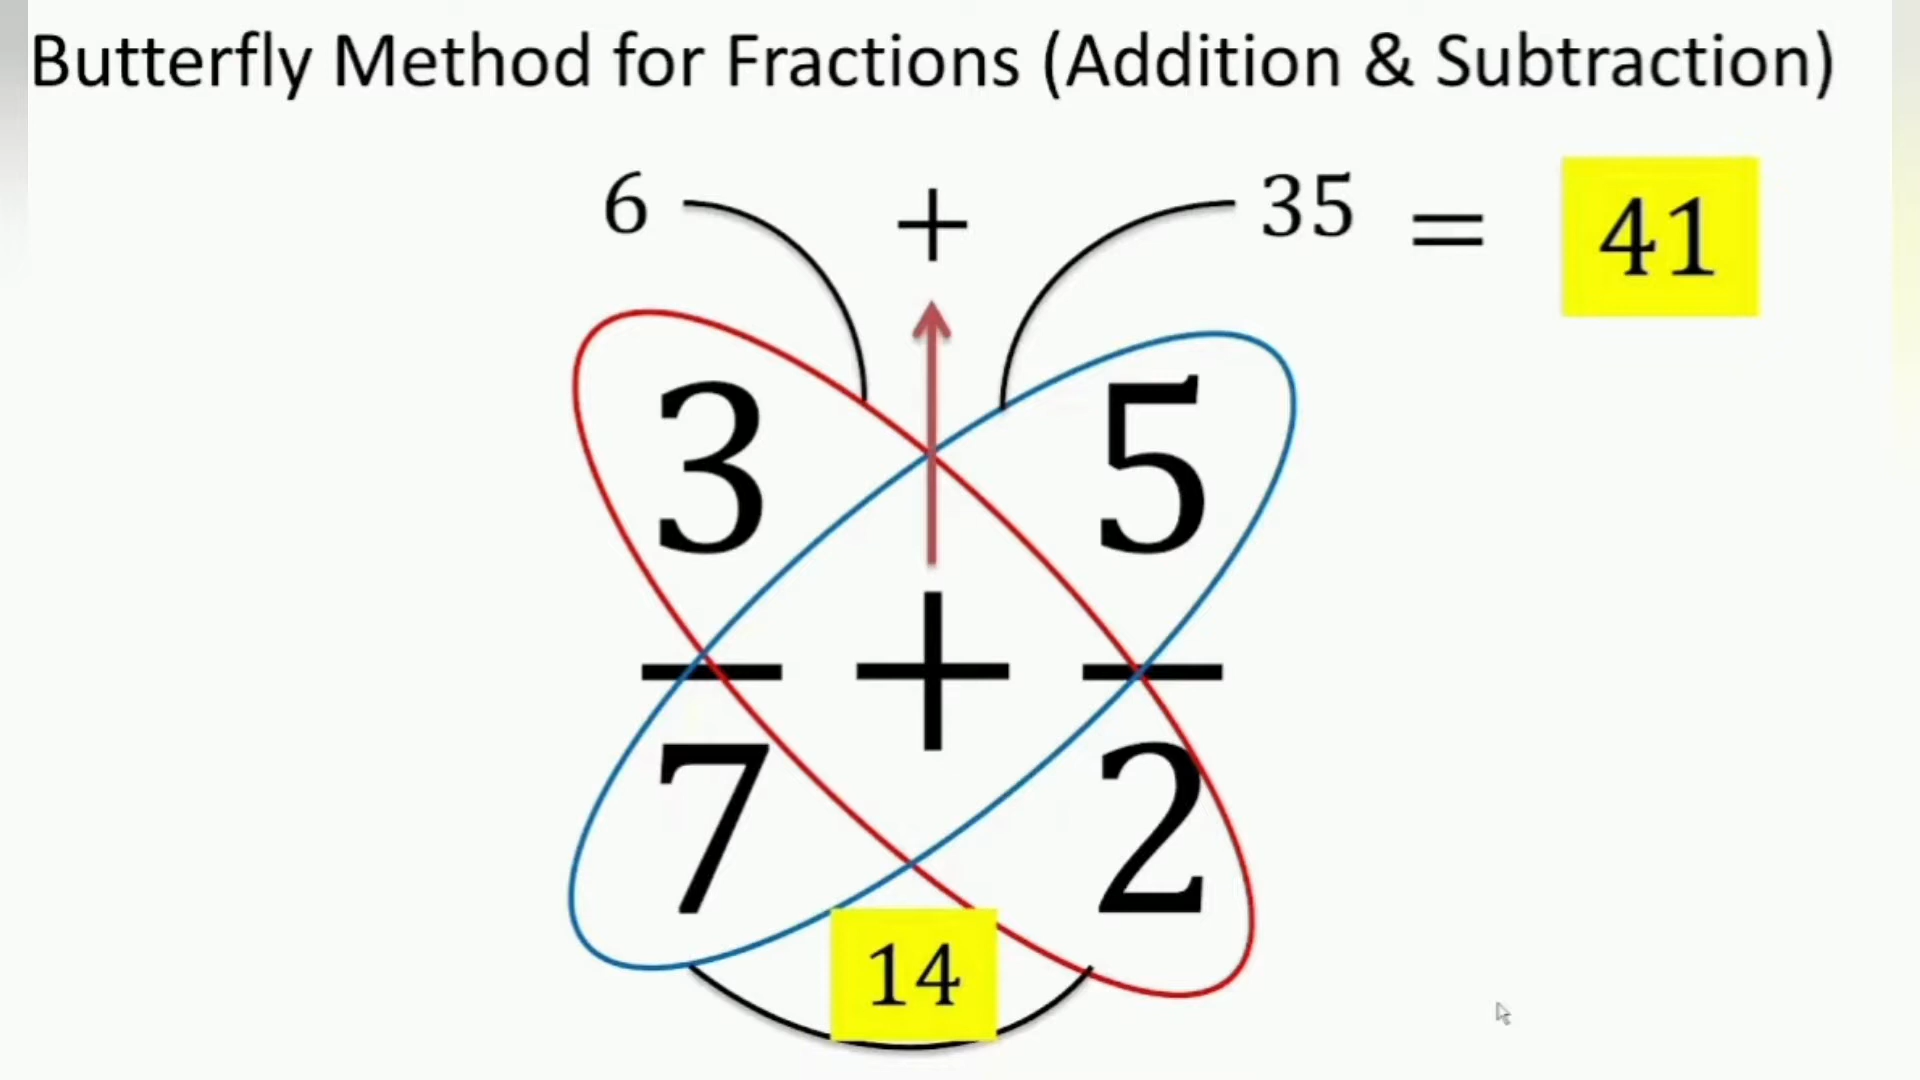 Butterfly Method for Fractions (Addition & Subtraction)
6 + 35 = 41
3 5
+
7 2
14